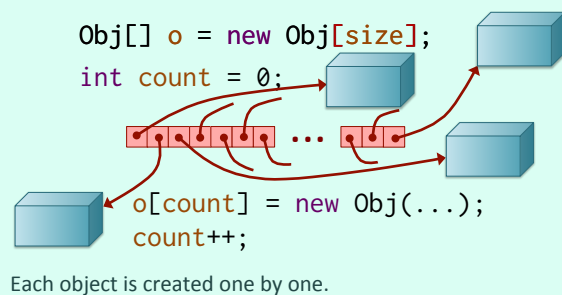 Obj[] o = new Obj[size];
int count = 0;
...
o[count] = new Obj(...);
count++;
Each object is created one by one.